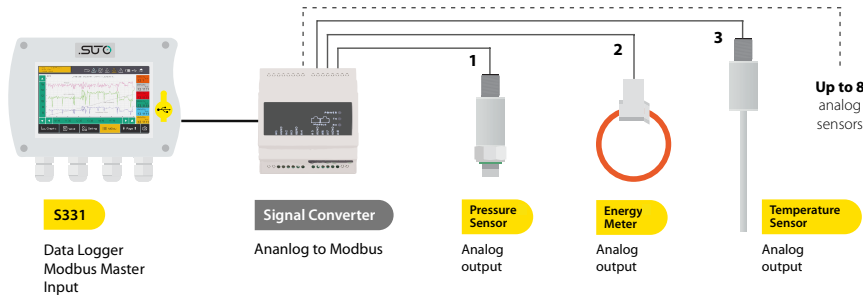 .SUTO
1
2
3
Up to 8
analog
sensors
S331
Data Logger
Modbus Master
Input
Signal Converter
Ananlog to Modbus
Pressure
Sensor
Analog
output
Energy
Meter
Analog
output
Temperature
Sensor
Analog
output